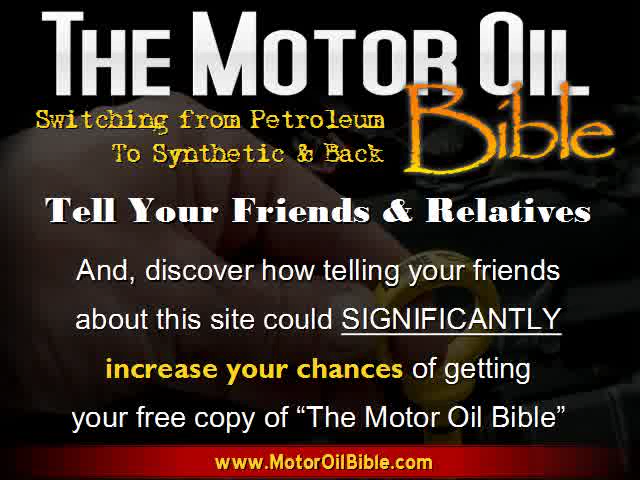 THE MOTOR OIL
Bible
Switching from Petroleum
To Synthetic & Back
Tell Your Friends & Relatives
And, discover how telling your friends
about this site could SIGNIFICANTLY
increase your chances of getting
your free copy of “The Motor Oil Bible”
www.MotorOilBible.com